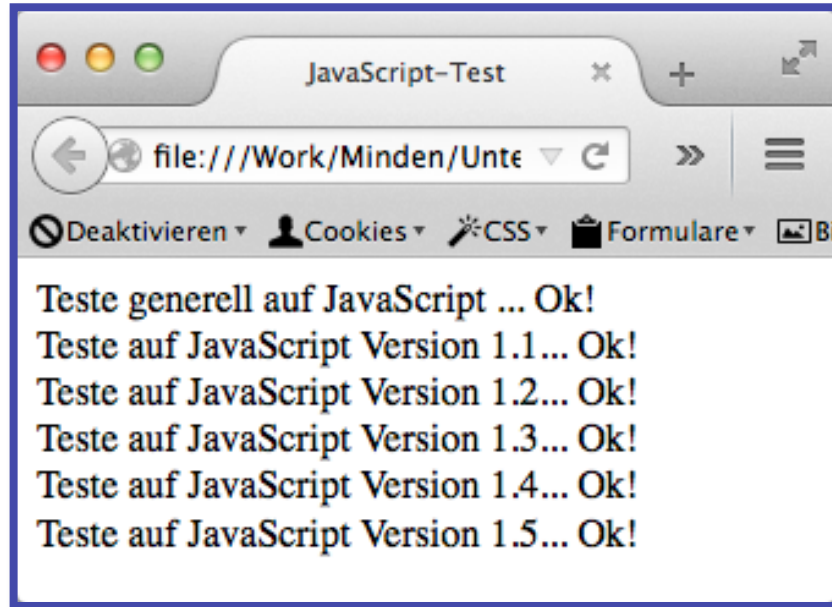 JavaScript-Test
file:///Work/Minden/Unte
Deaktivieren Cookies CSS Formulare
Teste generell auf JavaScript ... Ok!
Teste auf JavaScript Version 1.1... Ok!
Teste auf JavaScript Version 1.2... Ok!
Teste auf JavaScript Version 1.3... Ok!
Teste auf JavaScript Version 1.4... Ok!
Teste auf JavaScript Version 1.5... Ok!